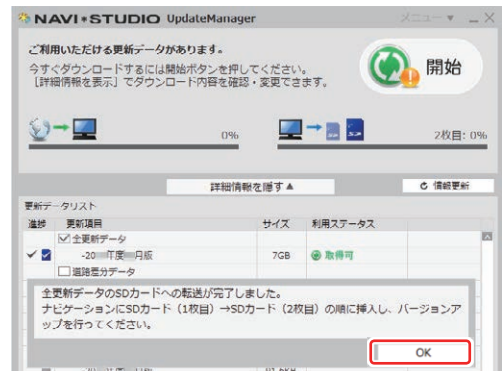 NAVI*STUDIO UpdateManager
メニュー ▼ _ X
ご利用いただける更新データがあります。
今すぐダウンロードするには開始ボタンを押してください。
[詳細情報を表示]でダウンロード内容を確認・変更できます。
開始
0%
2枚目: 0%
詳細情報を隠す▲
情報更新
更新データリスト
進捗 更新項目 サイズ 利用ステータス
全更新データ
-20 年度 月版 7GB 取得可
道路差分データ
全更新データのSDカードへの転送が完了しました。
ナビゲーションにSDカード（1枚目）→SDカード（2枚目）の順に挿入し、バージョンア
ップを行ってください。
OK